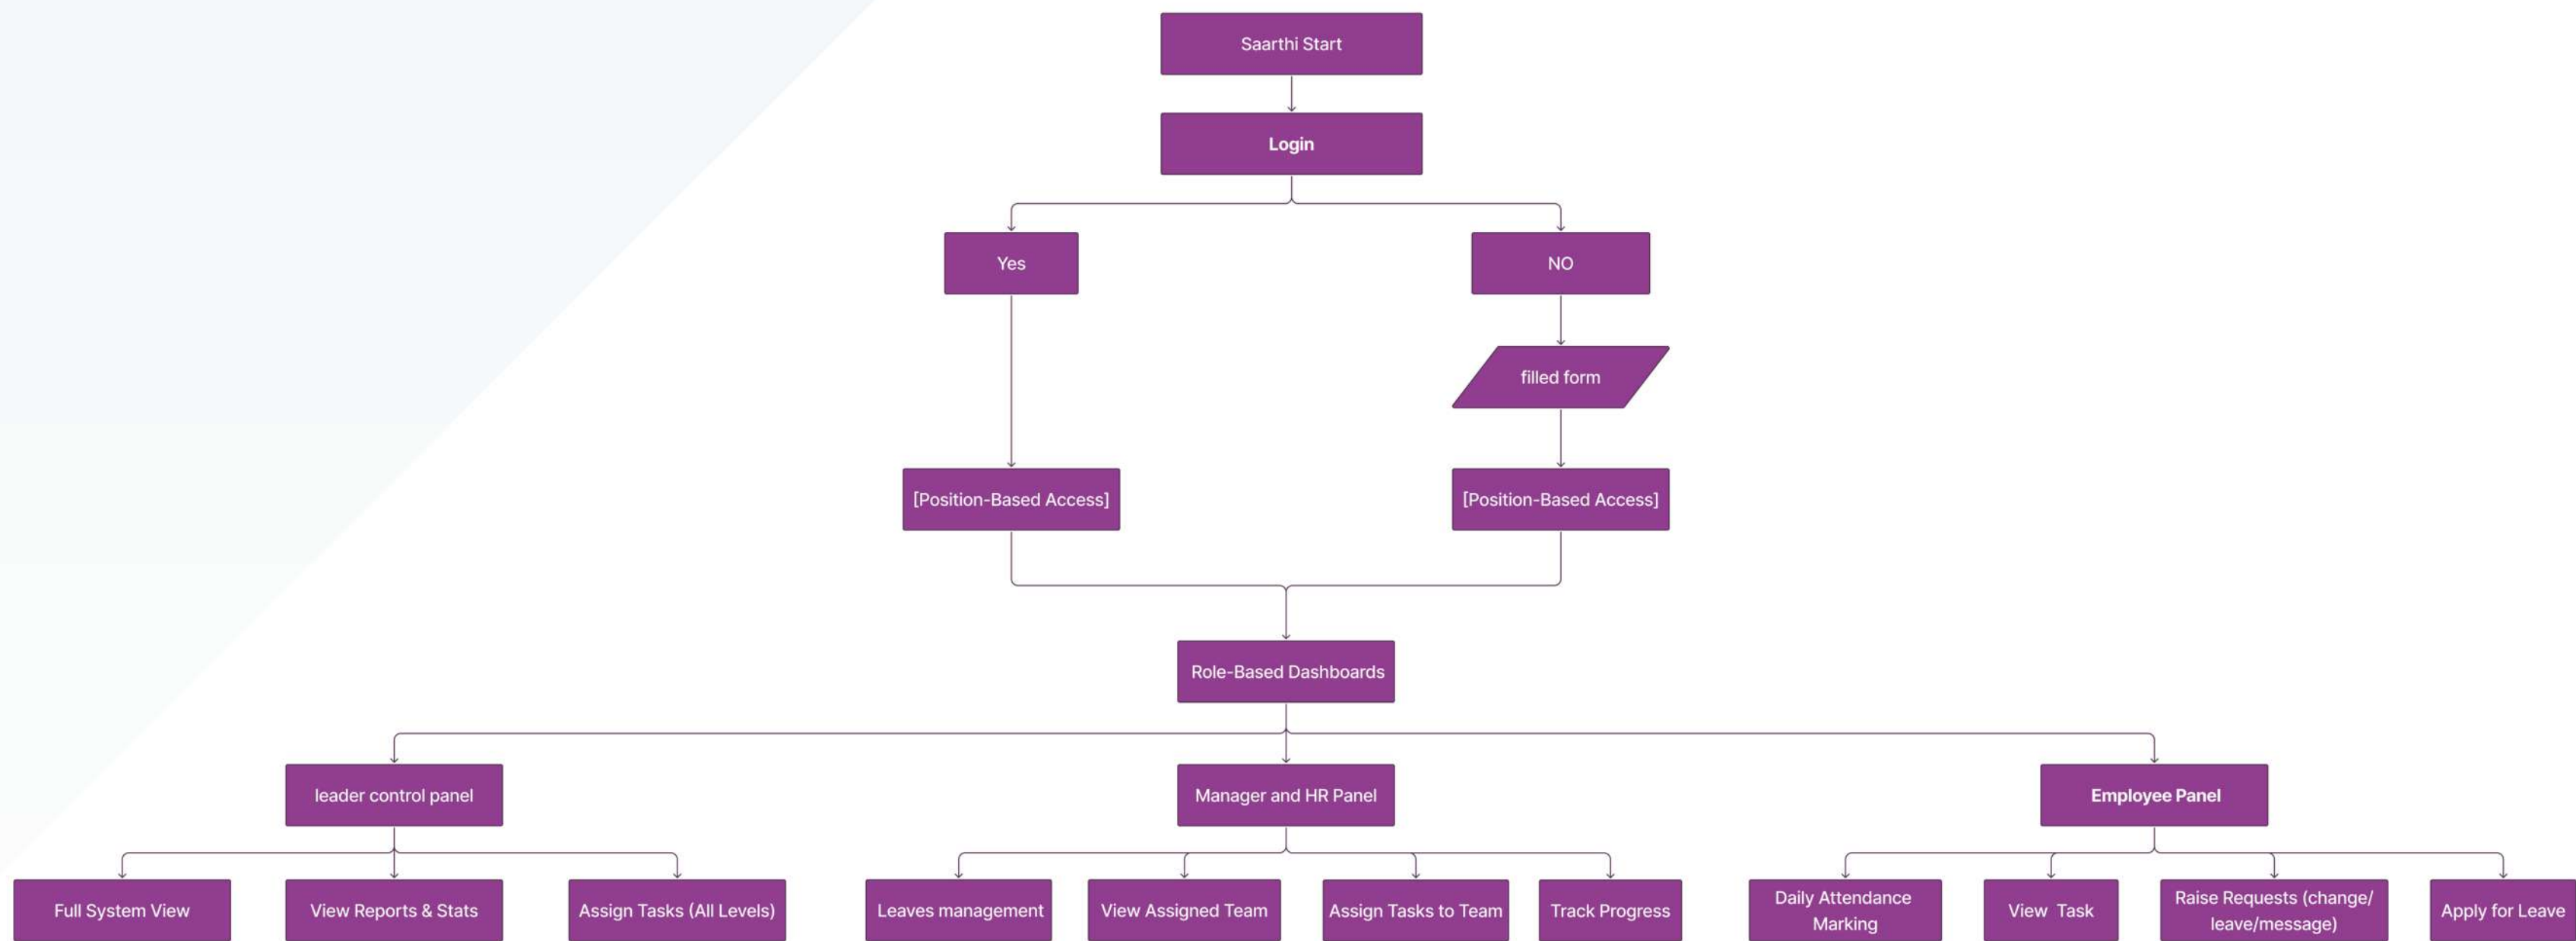 Saarthi Start
Login
Yes
NO
filled form
[Position-Based Access]
[Position-Based Access]
Role-Based Dashboards
leader control panel
Manager and HR Panel
Employee Panel
Full System View
View Reports & Stats
Assign Tasks (All Levels)
Leaves management
View Assigned Team
Assign Tasks to Team
Track Progress
Daily Attendance
Marking
View Task
Raise Requests (change/
leave/message)
Apply for Leave